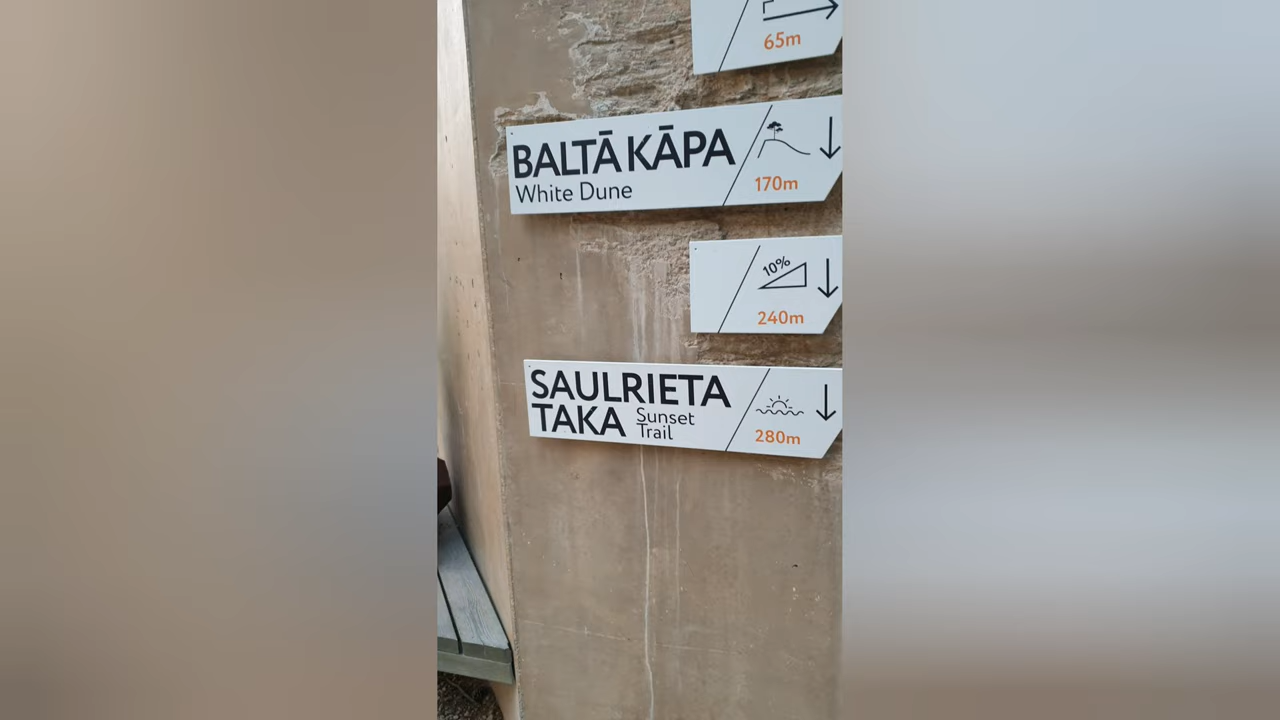 65m
BALTĀ KĀPA
White Dune
170m
10%
240m
SAULRIETA
TAKA
Sunset
Trail
280m